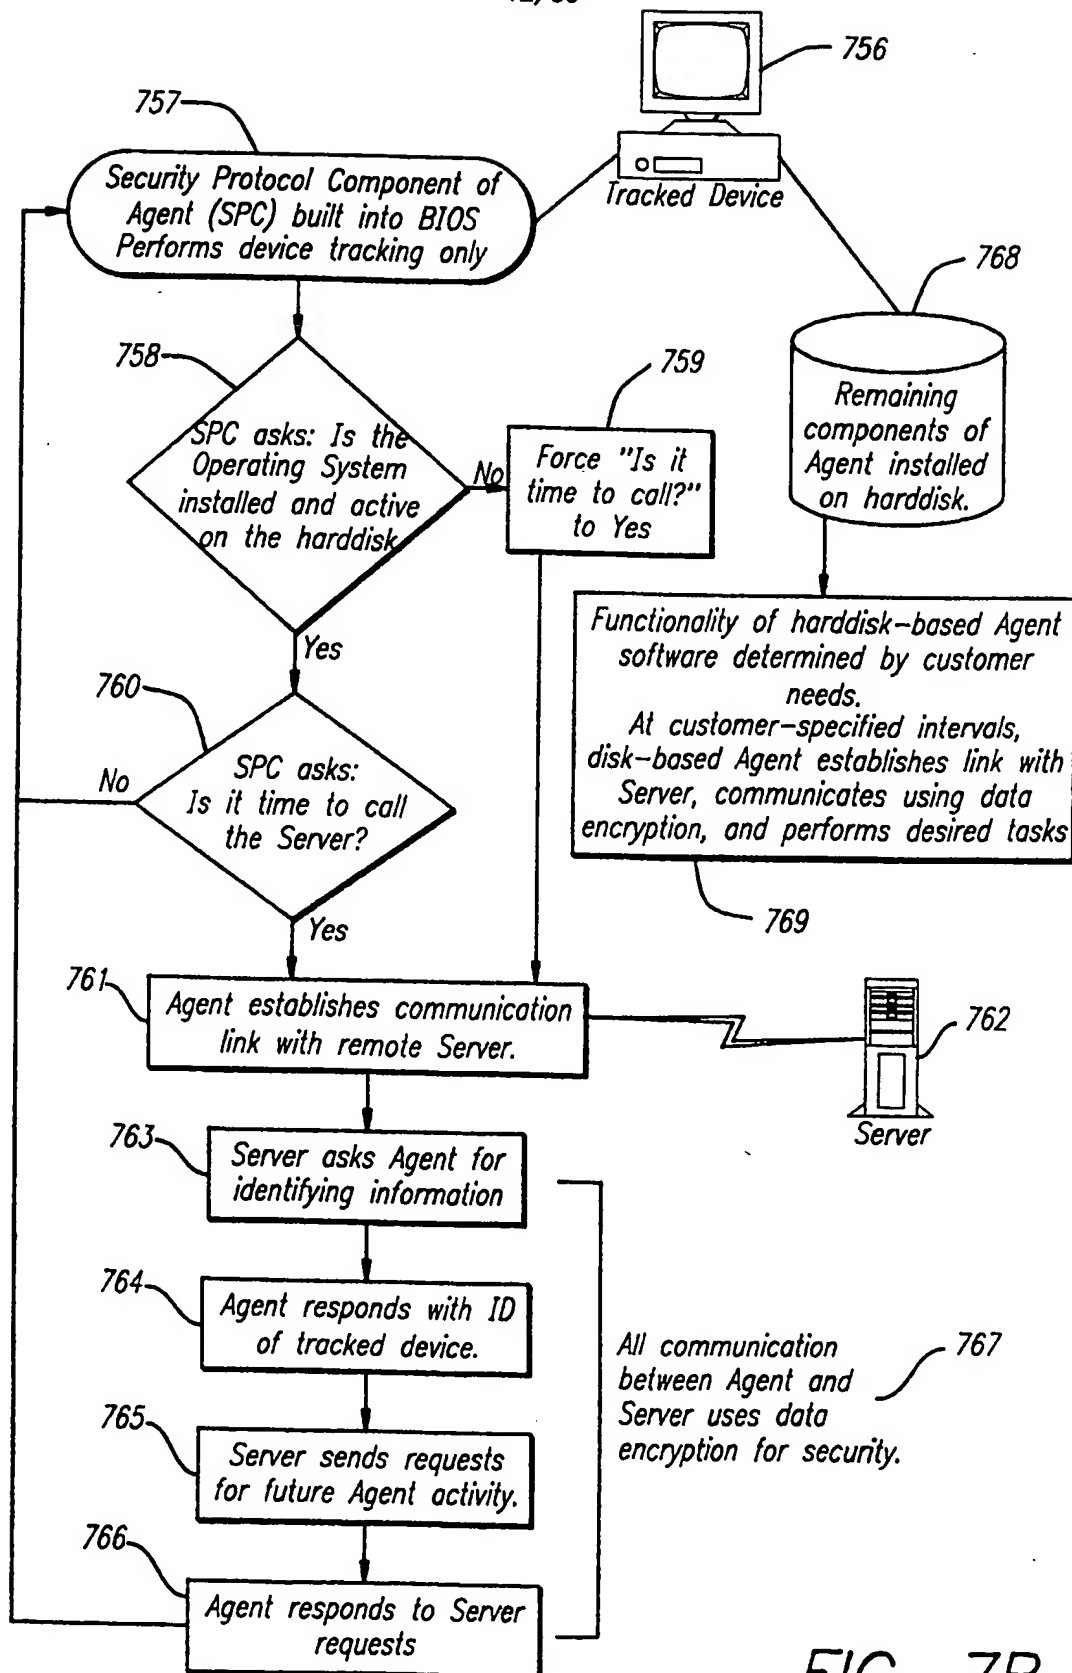 756
757
Security Protocol Component of
Agent (SPC) built into BIOS
Performs device tracking only
Tracked Device
768
758
759
SPC asks: Is the
Operating System
installed and active
on the harddisk
No
Force "Is it
time to call?"
to Yes
Remaining
components of
Agent installed
on harddisk.
Yes
Functionality of harddisk-based Agent
software determined by customer
needs.
At customer-specified intervals,
disk-based Agent establishes link with
Server, communicates using data
encryption, and performs desired tasks
769
760
No
SPC asks:
Is it time to call
the Server?
Yes
761
Agent establishes communication
link with remote Server.
762
Server
763
Server asks Agent for
identifying information
764
Agent responds with ID
of tracked device.
All communication
between Agent and
Server uses data
encryption for security.
767
765
Server sends requests
for future Agent activity.
766
Agent responds to Server
requests
FIG. 7B